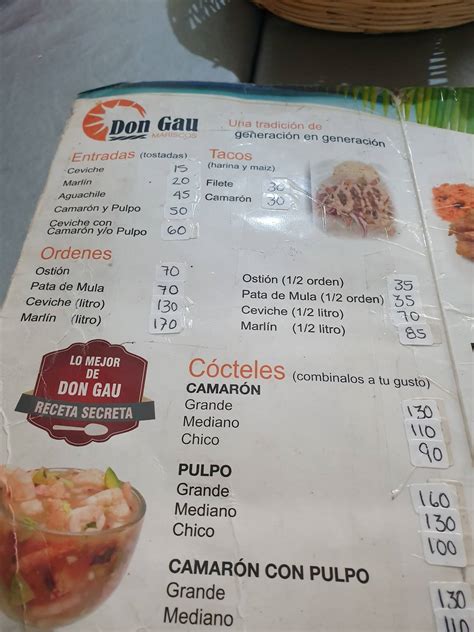 Don Gau
MARISCOS
Una tradición de
generación en generación
Entradas (tostadas)
Ceviche 15
Marlín 20
Aguachile 45
Camarón y Pulpo 50
Ceviche con
Camarón y/o Pulpo 60
Tacos
(harina y maiz)
Filete 30
Camarón 30
Ordenes
Ostión 70
Pata de Mula 70
Ceviche (litro) 130
Marlín (litro) 170
Ostión (1/2 orden) 35
Pata de Mula (1/2 orden) 35
Ceviche (1/2 litro) 70
Marlín (1/2 litro) 85
LO MEJOR
DE
DON GAU
RECETA SECRETA
Cócteles (combinalos a tu gusto)
CAMARÓN
Grande 130
Mediano 110
Chico 90
PULPO
Grande 160
Mediano 130
Chico 100
CAMARÓN CON PULPO
Grande 130
Mediano 110